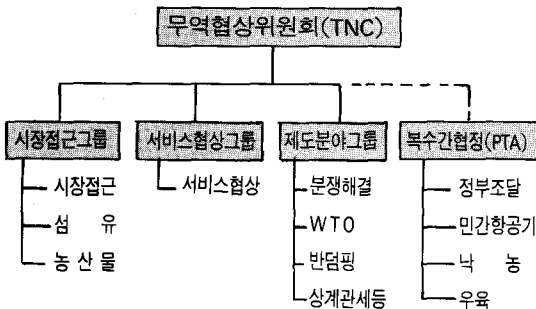 무역협상위원회(TNC)
시장접근그룹 서비스협상그룹 제도분야그룹 복수간협정(PTA)
시장접근 서비스협상 분쟁해결 정부조달
섬 유 WTO 민간항공기
농 산 물 반덤핑 낙 농
상계관세등 우육